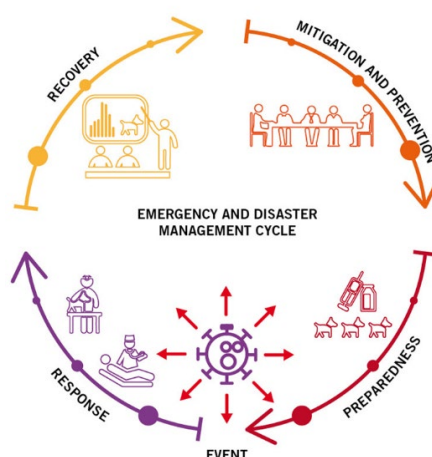 RECOVERY
MITIGATION AND PREVENTION
EMERGENCY AND DISASTER
MANAGEMENT CYCLE
RESPONSE
PREPAREDNESS
EVENT